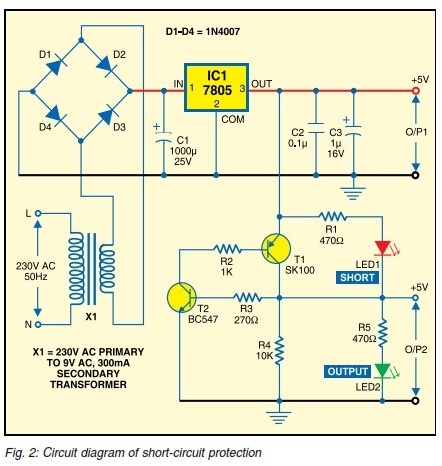 D1-D4 = 1N4007
D1
D2
D4
D3
IN
IC1
7805
OUT
1
3
2
COM
+5V
+
C1
1000µ
25V
C2
0.1µ
+
C3
1µ
16V
O/P1
L
230V AC
50Hz
N
X1
R1
470Ω
R2
1K
T1
SK100
LED1
SHORT
T2
BC547
R3
270Ω
+5V
R4
10K
R5
470Ω
O/P2
OUTPUT
LED2
X1 = 230V AC PRIMARY
TO 9V AC, 300mA
SECONDARY
TRANSFORMER
Fig. 2: Circuit diagram of short-circuit protection